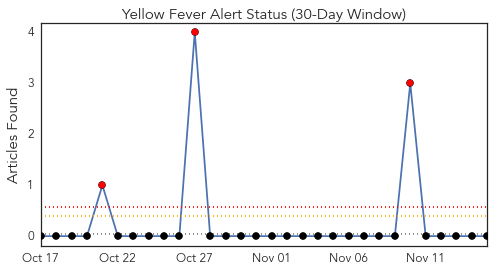 Yellow Fever Alert Status (30-Day Window)
Articles Found
4
3
2
1
0
Oct 17 Oct 22 Oct 27 Nov 01 Nov 06 Nov 11